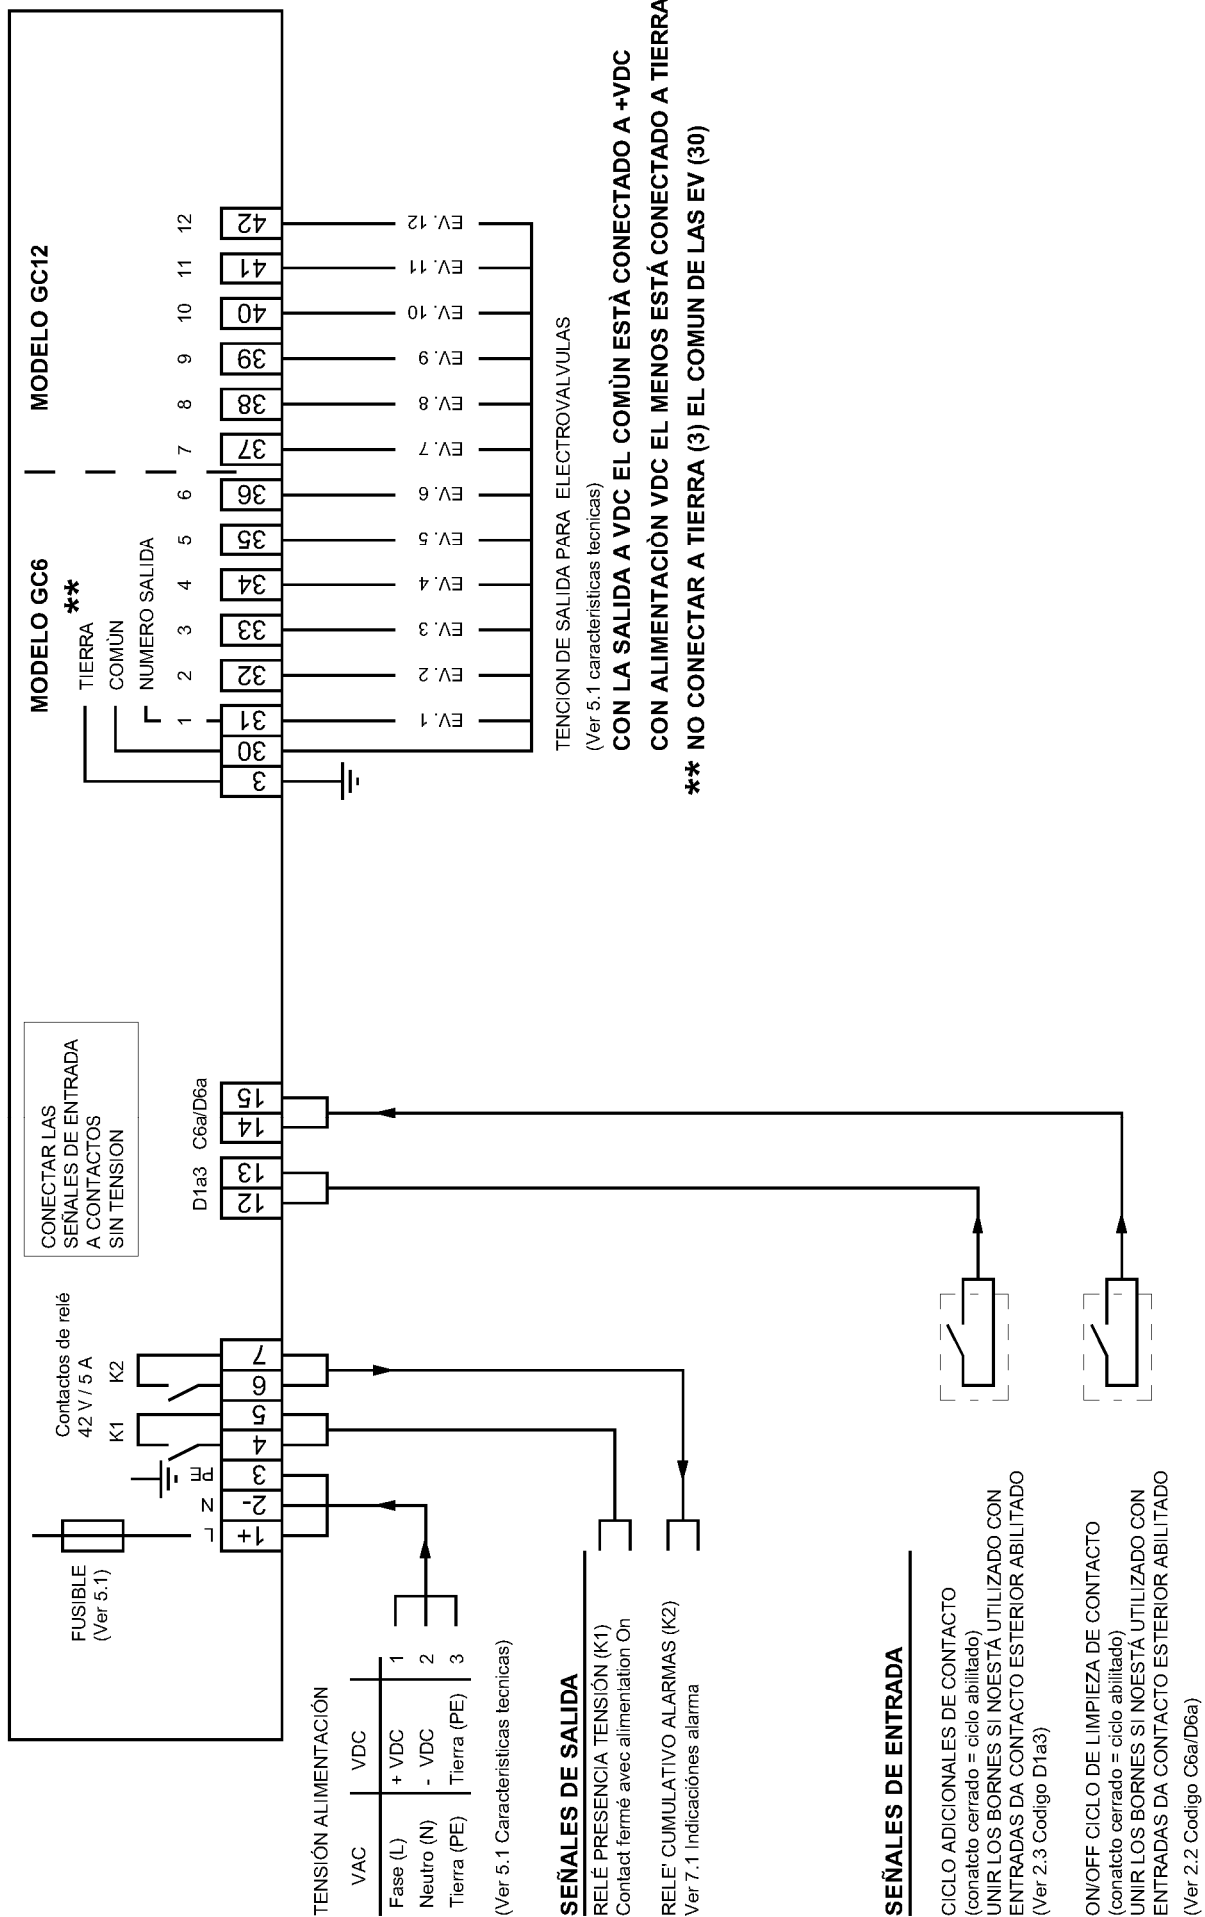 MODELO GC6
MODELO GC12
TIERRA **
COMÙN
NUMERO SALIDA
1 2 3 4 5 6 7 8 9 10 11 12
3 30 31 32 33 34 35 36 37 38 39 40 41 42
EV. 1
EV. 2
EV. 3
EV. 4
EV. 5
EV. 6
EV. 7
EV. 8
EV. 9
EV. 10
EV. 11
EV. 12
TENCION DE SALIDA PARA ELECTROVALVULAS
(Ver 5.1 caracteristicas tecnicas)
CON LA SALIDA A VDC EL COMÙN ESTÀ CONECTADO A +VDC
CON ALIMENTACIÒN VDC EL MENOS ESTÁ CONECTADO A TIERRA
** NO CONECTAR A TIERRA (3) EL COMUN DE LAS EV (30)
CONECTAR LAS
SEÑALES DE ENTRADA
A CONTACTOS
SIN TENSION
D1a3
C6a/D6a
12 13
14 15
Contactos de relé
42 V / 5 A
K1
K2
FUSIBLE
(Ver 5.1)
L
N
PE
1+ 2- 3 4 5 6 7
TENSIÓN ALIMENTACIÓN
VAC VDC
Fase (L) + VDC 1
Neutro (N) - VDC 2
Tierra (PE) Tierra (PE) 3
(Ver 5.1 Caracteristicas tecnicas)
SEÑALES DE SALIDA
RELÉ PRESENCIA TENSIÓN (K1)
Contact fermé avec alimentation On
RELE' CUMULATIVO ALARMAS (K2)
Ver 7.1 Indicaciónes alarma
SEÑALES DE ENTRADA
CICLO ADICIONALES DE CONTACTO
(conatcto cerrado = ciclo abilitado)
UNIR LOS BORNES SI NOESTÁ UTILIZADO CON
ENTRADAS DA CONTACTO ESTERIOR ABILITADO
(Ver 2.3 Codigo D1a3)
ON/OFF CICLO DE LIMPIEZA DE CONTACTO
(conatcto cerrado = ciclo abilitado)
UNIR LOS BORNES SI NOESTÁ UTILIZADO CON
ENTRADAS DA CONTACTO ESTERIOR ABILITADO
(Ver 2.2 Codigo C6a/D6a)